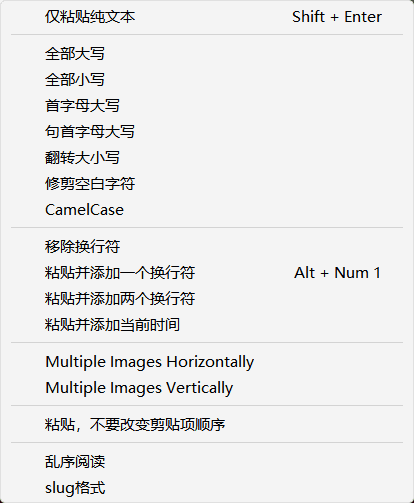 仅粘贴纯文本 Shift + Enter
全部大写
全部小写
首字母大写
句首字母大写
翻转大小写
修剪空白字符
CamelCase
移除换行符
粘贴并添加一个换行符 Alt + Num 1
粘贴并添加两个换行符
粘贴并添加当前时间
Multiple Images Horizontally
Multiple Images Vertically
粘贴，不要改变剪贴项顺序
乱序阅读
slug格式